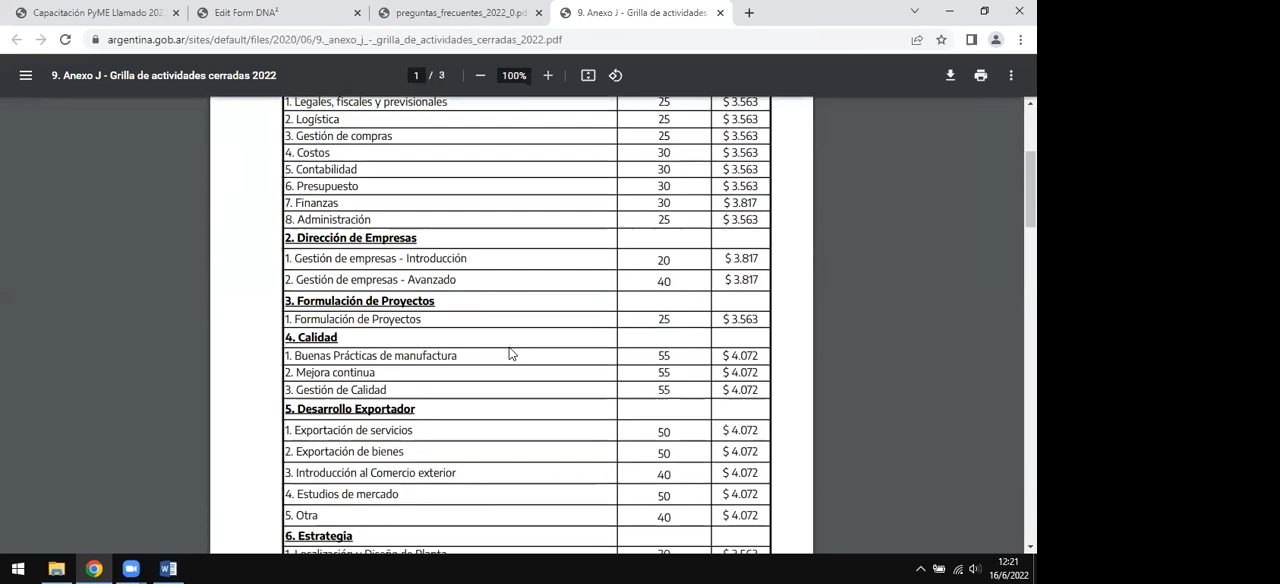 Capacitación PyME Llamado 202
Edit Form DNA²
preguntas_frecuentes_2022_0.pd
9. Anexo J - Grilla de actividades
argentina.gob.ar/sites/default/files/2020/06/9._anexo_j_-_grilla_de_actividades_cerradas_2022.pdf
9. Anexo J - Grilla de actividades cerradas 2022
1 / 3
100%
1. Legales, fiscales y previsionales 25 $ 3.563
2. Logística 25 $ 3.563
3. Gestión de compras 25 $ 3.563
4. Costos 30 $ 3.563
5. Contabilidad 30 $ 3.563
6. Presupuesto 30 $ 3.563
7. Finanzas 30 $ 3.817
8. Administración 25 $ 3.563
2. Dirección de Empresas
1. Gestión de empresas - Introducción 20 $ 3.817
2. Gestión de empresas - Avanzado 40 $ 3.817
3. Formulación de Proyectos
1. Formulación de Proyectos 25 $ 3.563
4. Calidad
1. Buenas Prácticas de manufactura 55 $ 4.072
2. Mejora continua 55 $ 4.072
3. Gestión de Calidad 55 $ 4.072
5. Desarrollo Exportador
1. Exportación de servicios 50 $ 4.072
2. Exportación de bienes 50 $ 4.072
3. Introducción al Comercio exterior 40 $ 4.072
4. Estudios de mercado 50 $ 4.072
5. Otra 40 $ 4.072
6. Estrategia
1. Localización y Diseño de Planta
12:21
16/6/2022